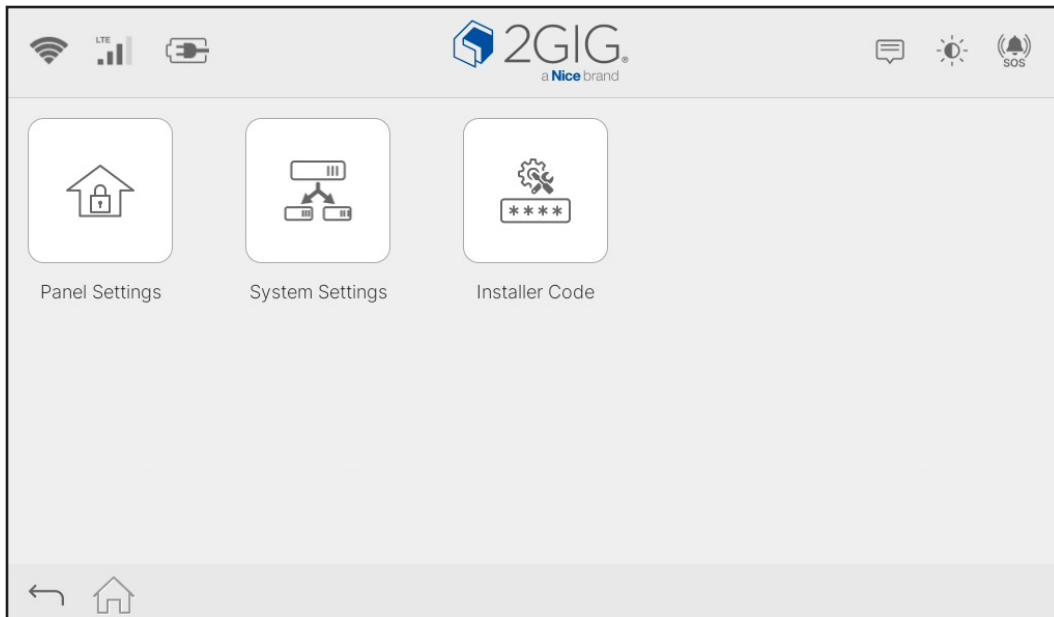 LTE
2GIG®
a Nice brand
SOS
****
Panel Settings
System Settings
Installer Code